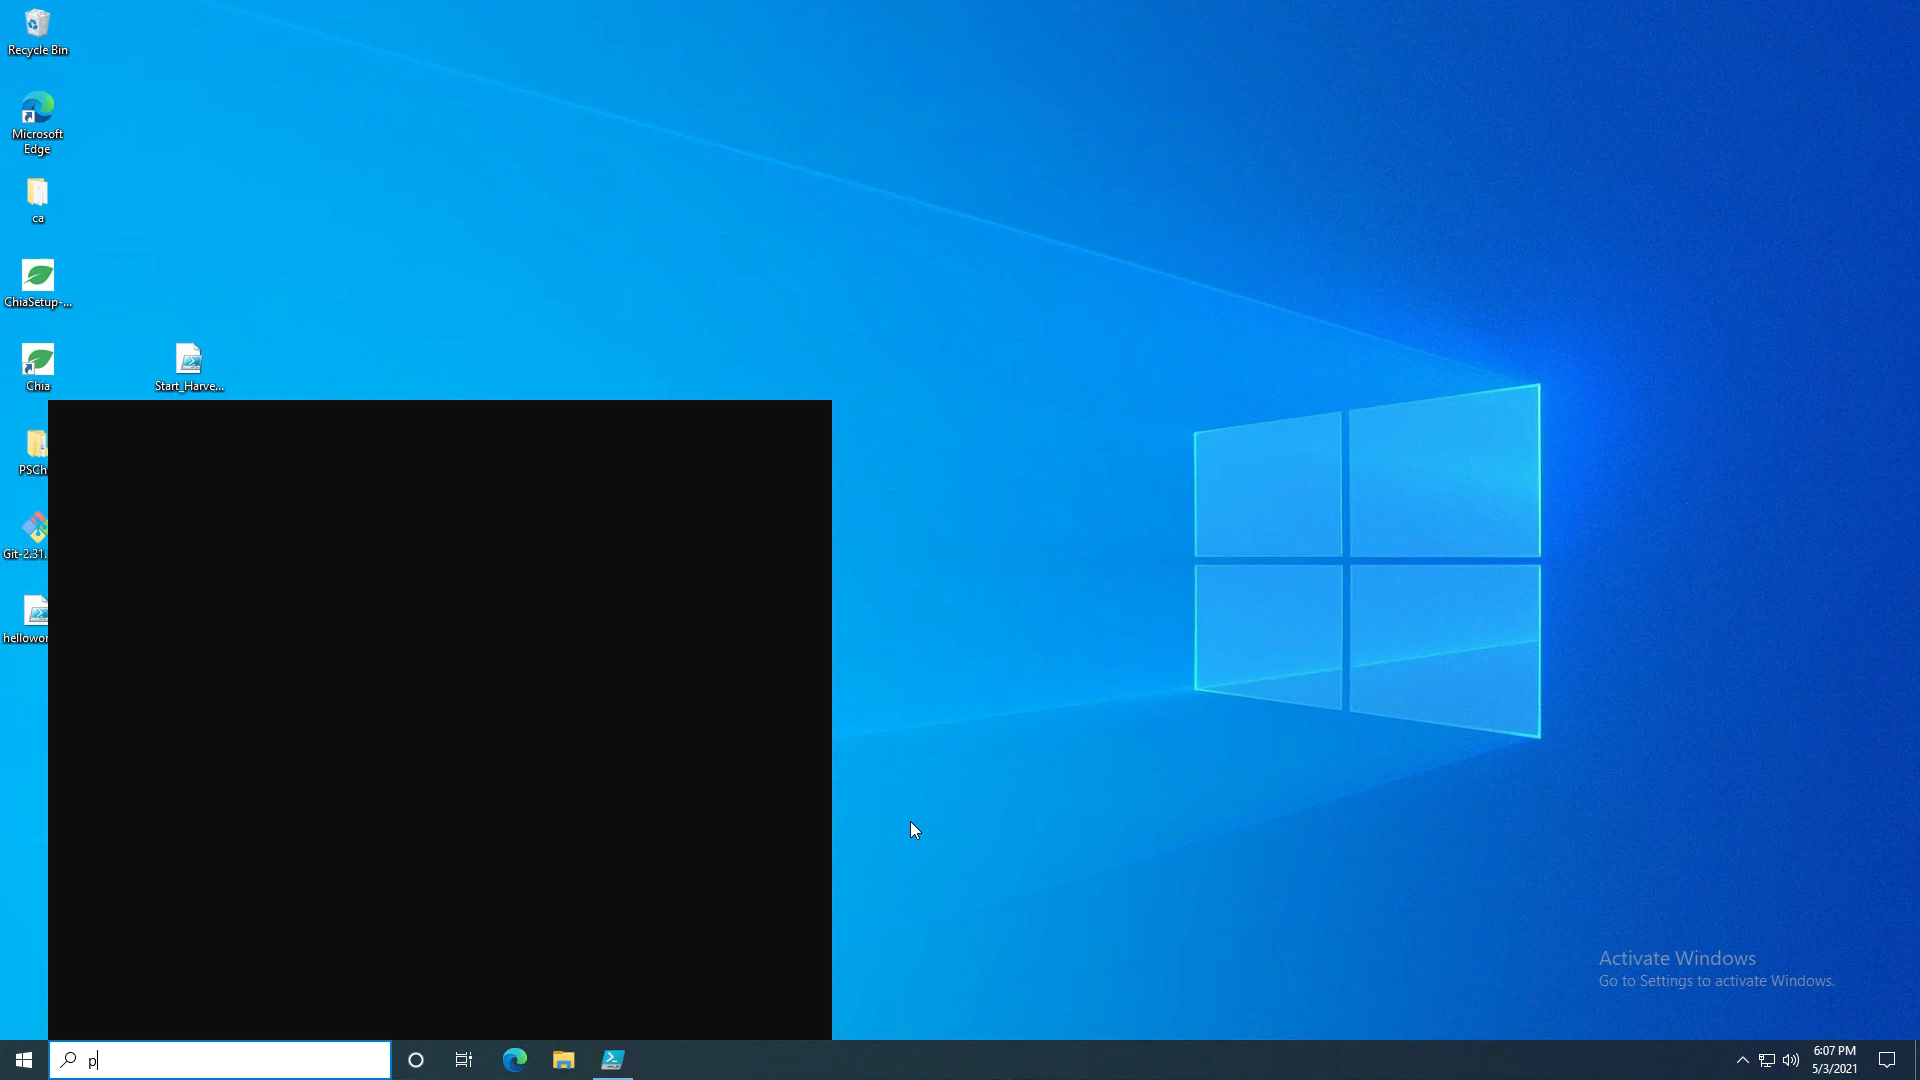 Recycle Bin
Microsoft
Edge
ca
ChiaSetup-...
Chia
Start_Harve...
PSCh
Git-2.31.
hellowor
Activate Windows
Go to Settings to activate Windows.
p
6:07 PM
5/3/2021